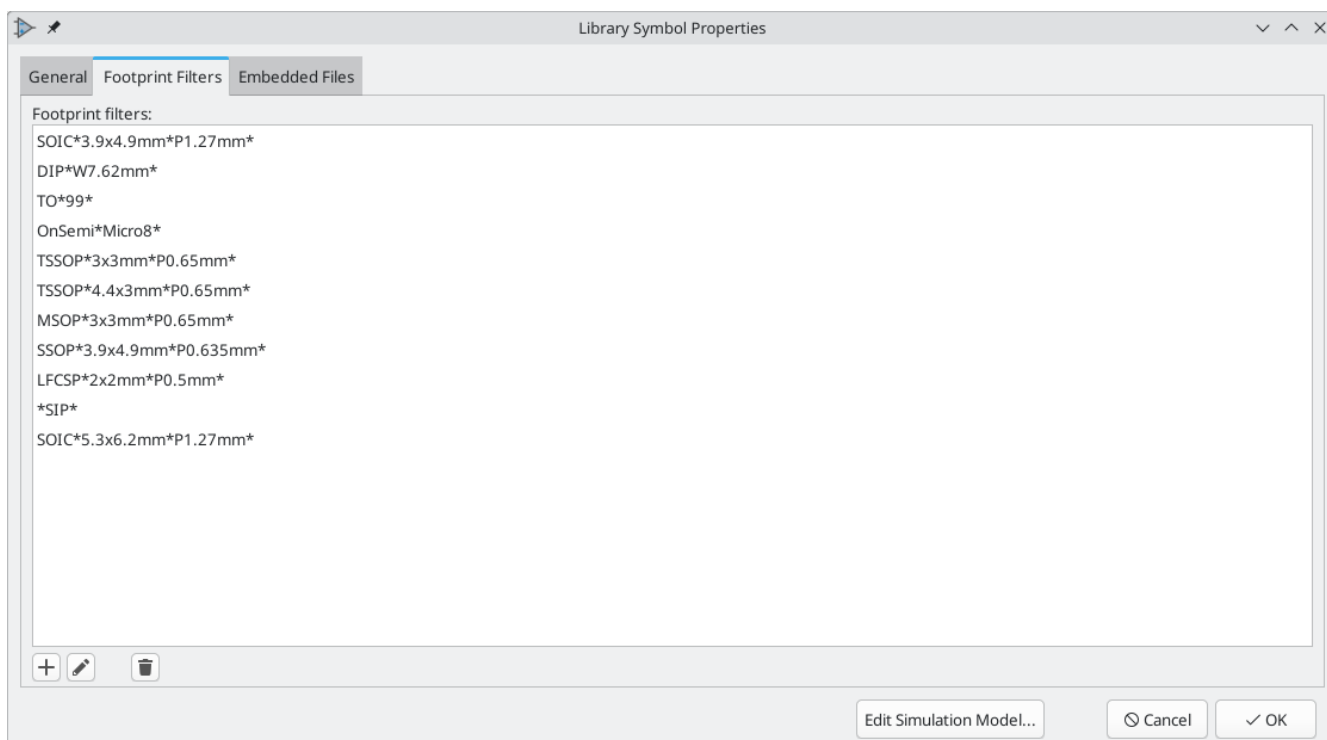 Library Symbol Properties
General Footprint Filters Embedded Files
Footprint filters:
SOIC*3.9x4.9mm*P1.27mm*
DIP*W7.62mm*
TO*99*
OnSemi*Micro8*
TSSOP*3x3mm*P0.65mm*
TSSOP*4.4x3mm*P0.65mm*
MSOP*3x3mm*P0.65mm*
SSOP*3.9x4.9mm*P0.635mm*
LFCSP*2x2mm*P0.5mm*
*SIP*
SOIC*5.3x6.2mm*P1.27mm*
Edit Simulation Model... Cancel OK